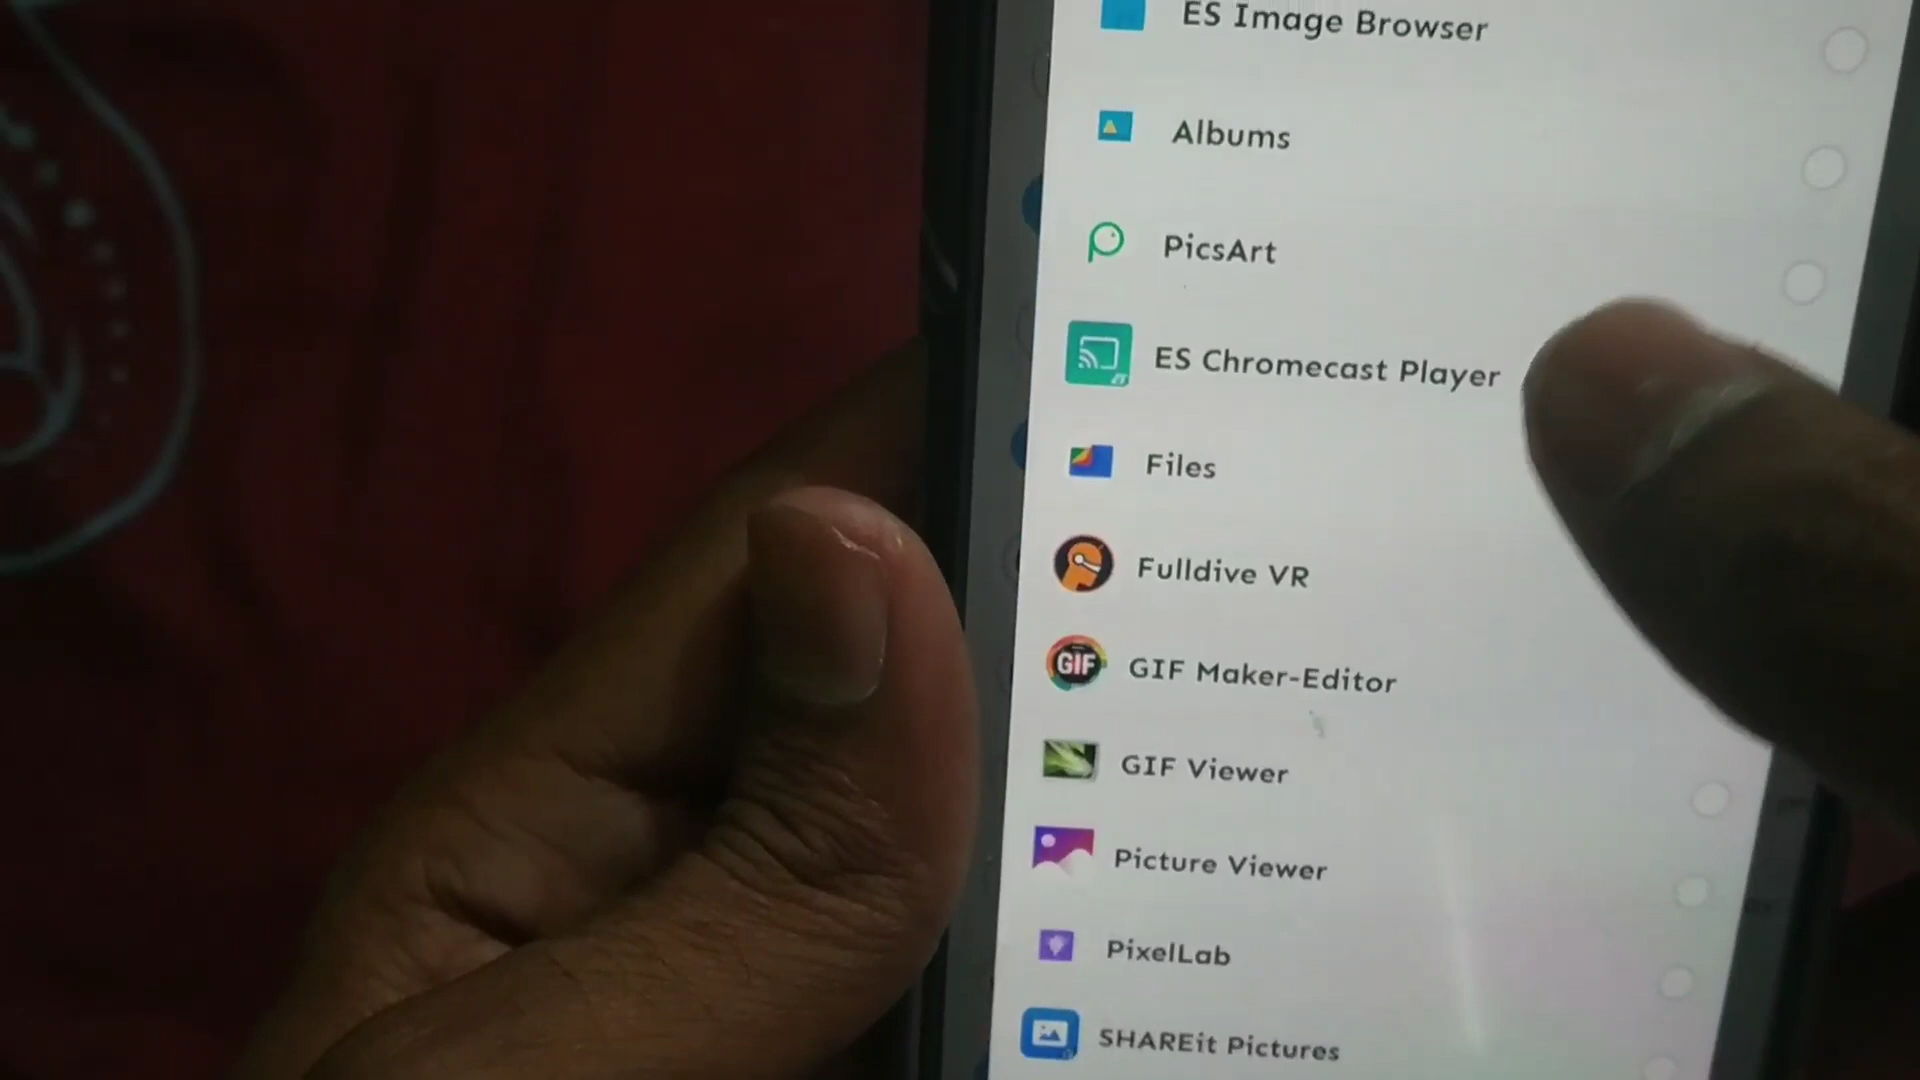 ES Image Browser
Albums
PicsArt
ES Chromecast Player
Files
Fulldive VR
GIF
GIF Maker-Editor
GIF Viewer
Picture Viewer
PixelLab
SHAREit Pictures